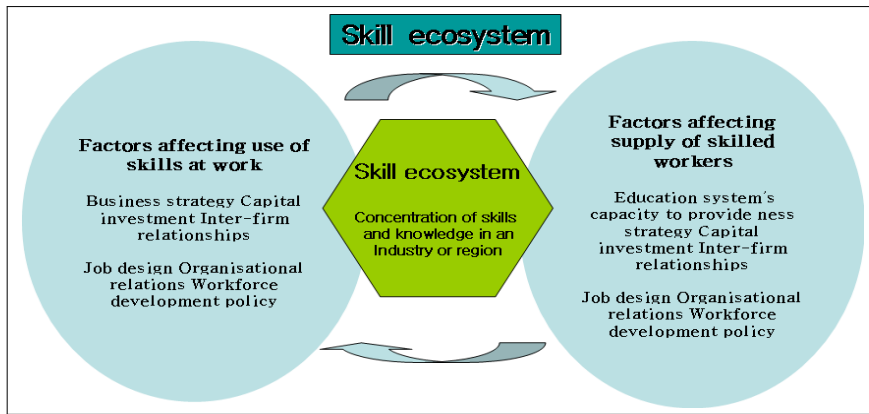 Skill ecosystem
Factors affecting use of
skills at work
Business strategy Capital
investment Inter-firm
relationships
Job design Organisational
relations Workforce
development policy
Skill ecosystem
Concentration of skills
and knowledge in an
Industry or region
Factors affecting
supply of skilled
workers
Education system's
capacity to provide ness
strategy Capital
investment Inter-firm
relationships
Job design Organisational
relations Workforce
development policy